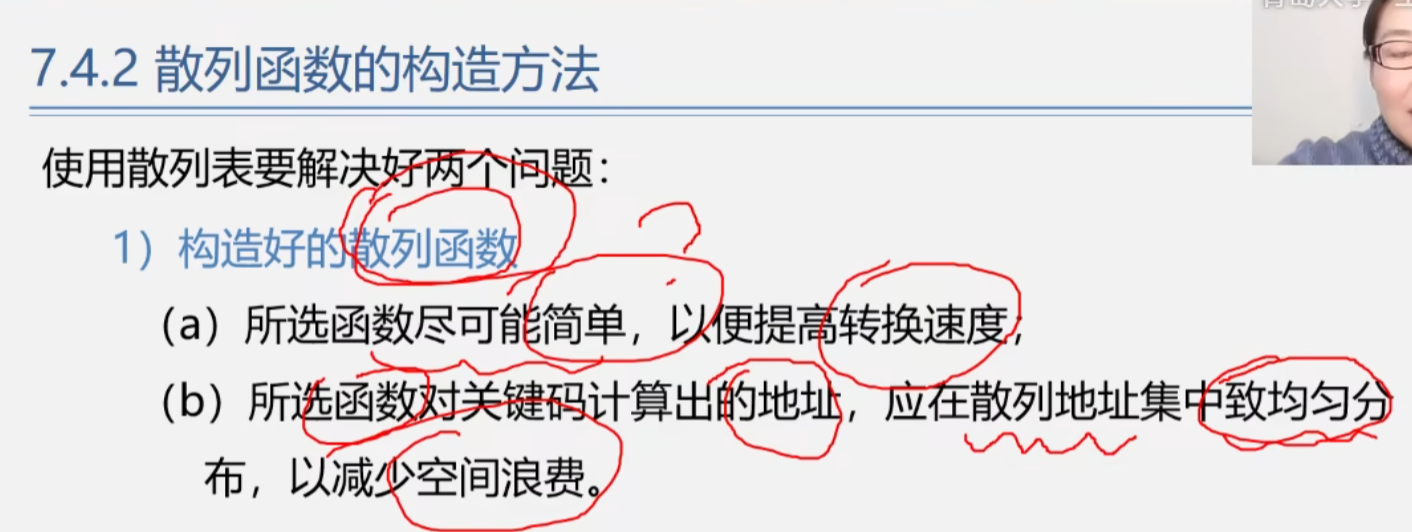 7.4.2 散列函数的构造方法
使用散列表要解决好两个问题：
1）构造好的散列函数
（a）所选函数尽可能简单，以便提高转换速度；
（b）所选函数对关键码计算出的地址，应在散列地址集中致均匀分
布，以减少空间浪费。